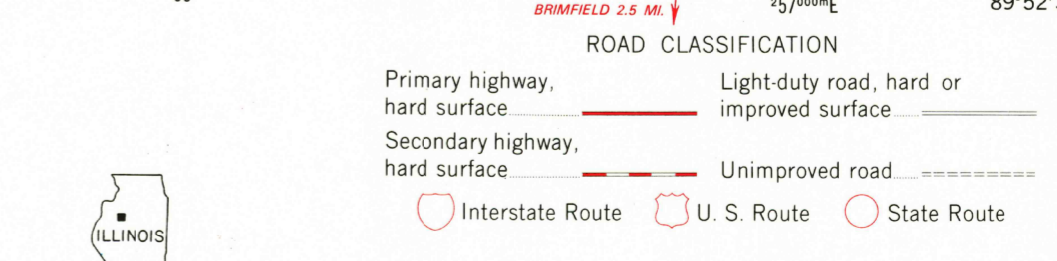 BRIMFIELD 2.5 MI.
257000mE
89°52'
ROAD CLASSIFICATION
Primary highway,
hard surface
Light-duty road, hard or
improved surface
Secondary highway,
hard surface
Unimproved road
Interstate Route
U. S. Route
State Route
ILLINOIS